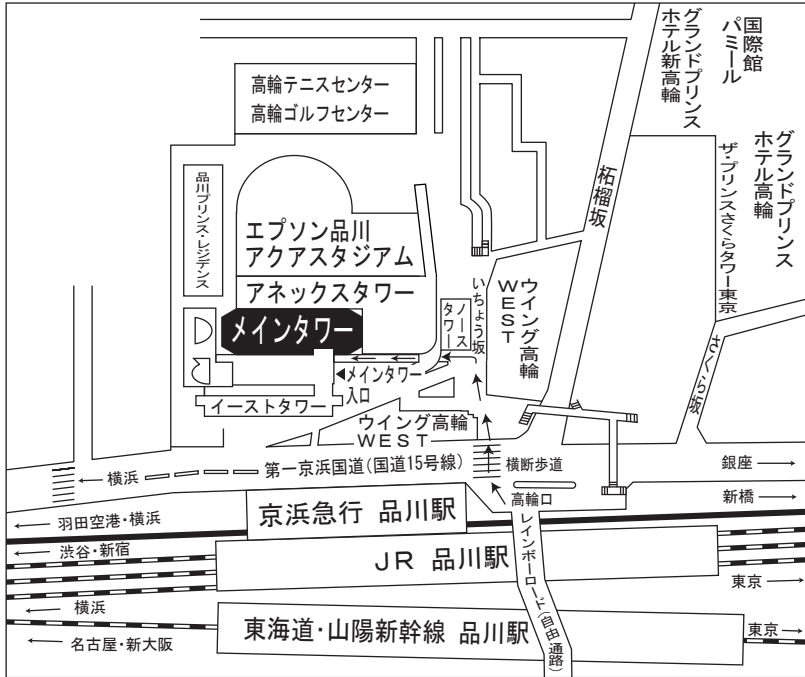 高輪テニスセンター
高輪ゴルフセンター
国際館
パミール
グランドプリンス
ホテル新高輪
グランドプリンス
ホテル高輪
ザ・プリンスさくらタワー東京
柘榴坂
さくら坂
品川プリンス・レジデンス
エプソン品川
アクアスタジアム
アネックスタワー
メインタワー
ノース
タワー
いちょう坂
ウイング高輪
WEST
メインタワー
入口
イーストタワー
ウイング高輪
WEST
横浜
第一京浜国道(国道15号線)
横断歩道
銀座
高輪口
新橋
羽田空港・横浜
京浜急行 品川駅
渋谷・新宿
JR 品川駅
レインボーロード(自由通路)
東京
横浜
東海道・山陽新幹線 品川駅
東京
名古屋・新大阪